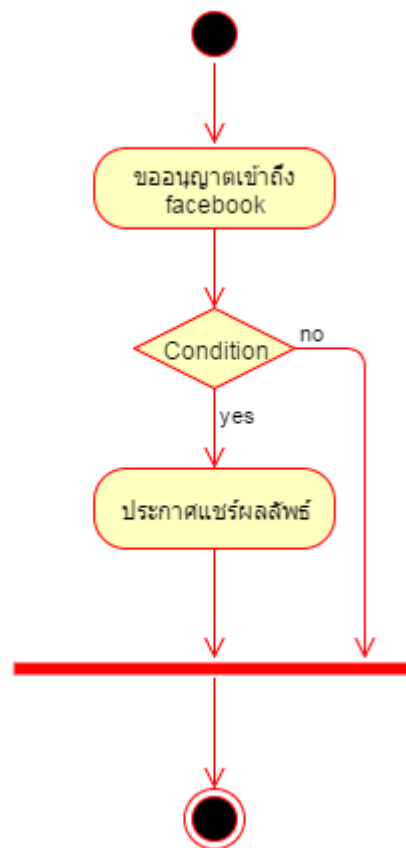 ขออนุญาตเข้าถึง
facebook
Condition
no
yes
ประกาศแชร์ผลลัพธ์